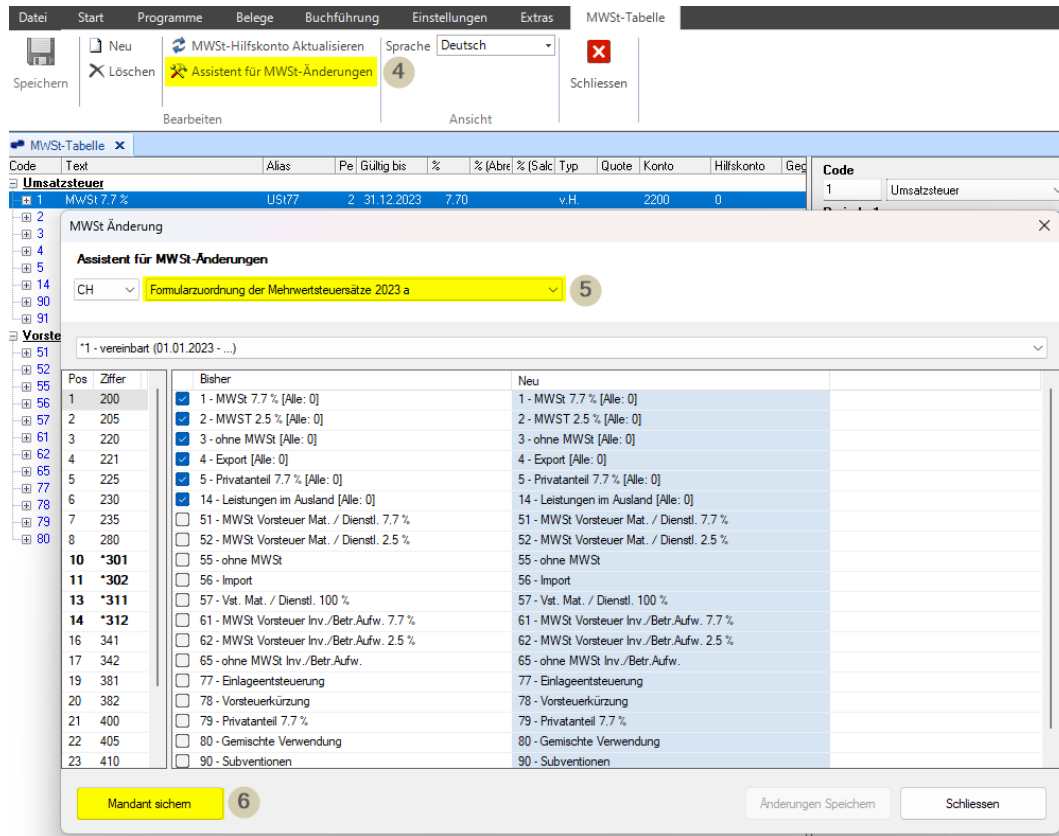 Datei Start Programme Belege Buchführung Einstellungen Extras MWSt-Tabelle
Neu MWSt-Hilfskonto Aktualisieren Sprache Deutsch
Speichern Löschen Assistent für MWSt-Änderungen 4 Schliessen
Bearbeiten Ansicht
MWSt-Tabelle
Code Text Alias Pe Gültig bis % % (Abre % (Salc Typ Quote Konto Hilfskonto Geg Code
Umsatzsteuer 1 Umsatzsteuer
1 MWSt 7.7 % USt77 2 31.12.2023 7.70 v.H. 2200 0
2
3
4
5
14
90
91
Vorste
51
52
55
56
57
61
62
65
77
78
79
80
MWSt Änderung
Assistent für MWSt-Änderungen
CH Formularzuordnung der Mehrwertsteuersätze 2023 a 5
*1 - vereinbart (01.01.2023 - ...)
Pos Ziffer Bisher Neu
1 200 1 - MWSt 7.7 % [Alle: 0] 1 - MWSt 7.7 % [Alle: 0]
2 205 2 - MWST 2.5 % [Alle: 0] 2 - MWST 2.5 % [Alle: 0]
3 220 3 - ohne MWSt [Alle: 0] 3 - ohne MWSt [Alle: 0]
4 221 4 - Export [Alle: 0] 4 - Export [Alle: 0]
5 225 5 - Privatanteil 7.7 % [Alle: 0] 5 - Privatanteil 7.7 % [Alle: 0]
6 230 14 - Leistungen im Ausland [Alle: 0] 14 - Leistungen im Ausland [Alle: 0]
7 235 51 - MWSt Vorsteuer Mat. / Dienstl. 7.7 % 51 - MWSt Vorsteuer Mat. / Dienstl. 7.7 %
8 280 52 - MWSt Vorsteuer Mat. / Dienstl. 2.5 % 52 - MWSt Vorsteuer Mat. / Dienstl. 2.5 %
10 *301 55 - ohne MWSt 55 - ohne MWSt
11 *302 56 - Import 56 - Import
13 *311 57 - Vst. Mat. / Dienstl. 100 % 57 - Vst. Mat. / Dienstl. 100 %
14 *312 61 - MWSt Vorsteuer Inv./Betr.Aufw. 7.7 % 61 - MWSt Vorsteuer Inv./Betr.Aufw. 7.7 %
16 341 62 - MWSt Vorsteuer Inv./Betr.Aufw. 2.5 % 62 - MWSt Vorsteuer Inv./Betr.Aufw. 2.5 %
17 342 65 - ohne MWSt Inv./Betr.Aufw. 65 - ohne MWSt Inv./Betr.Aufw.
19 381 77 - Einlageentsteuerung 77 - Einlageentsteuerung
20 382 78 - Vorsteuerkürzung 78 - Vorsteuerkürzung
21 400 79 - Privatanteil 7.7 % 79 - Privatanteil 7.7 %
22 405 80 - Gemischte Verwendung 80 - Gemischte Verwendung
23 410 90 - Subventionen 90 - Subventionen
Mandant sichern 6 Änderungen Speichern Schliessen